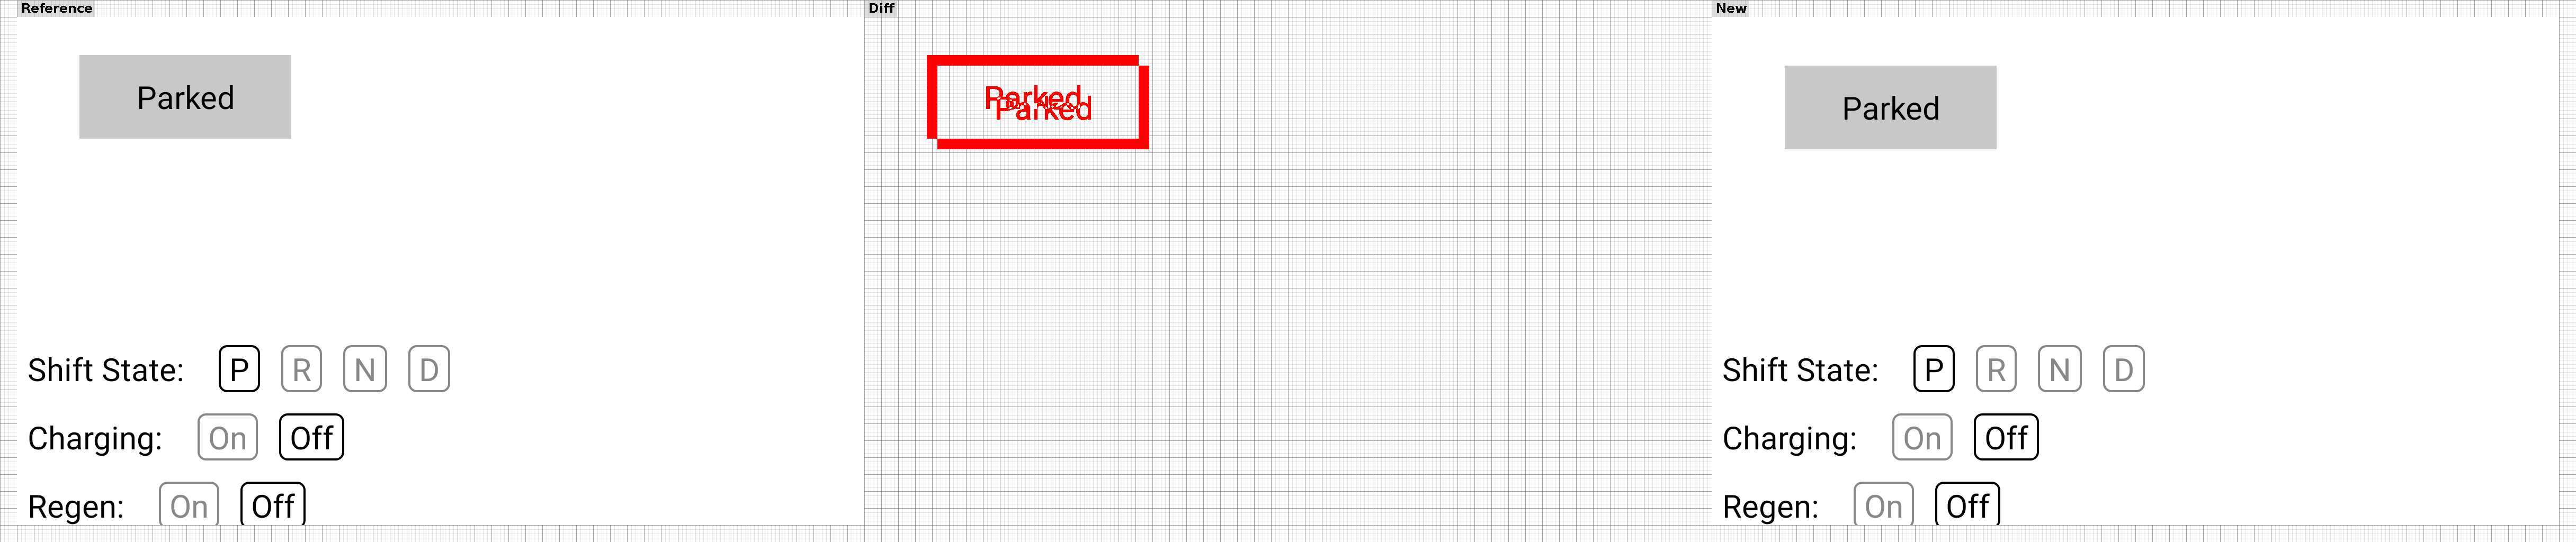 Reference
Parked
Shift State: P R N D
Charging: On Off
Regen: On Off
Diff
Parked
Parked
New
Parked
Shift State: P R N D
Charging: On Off
Regen: On Off